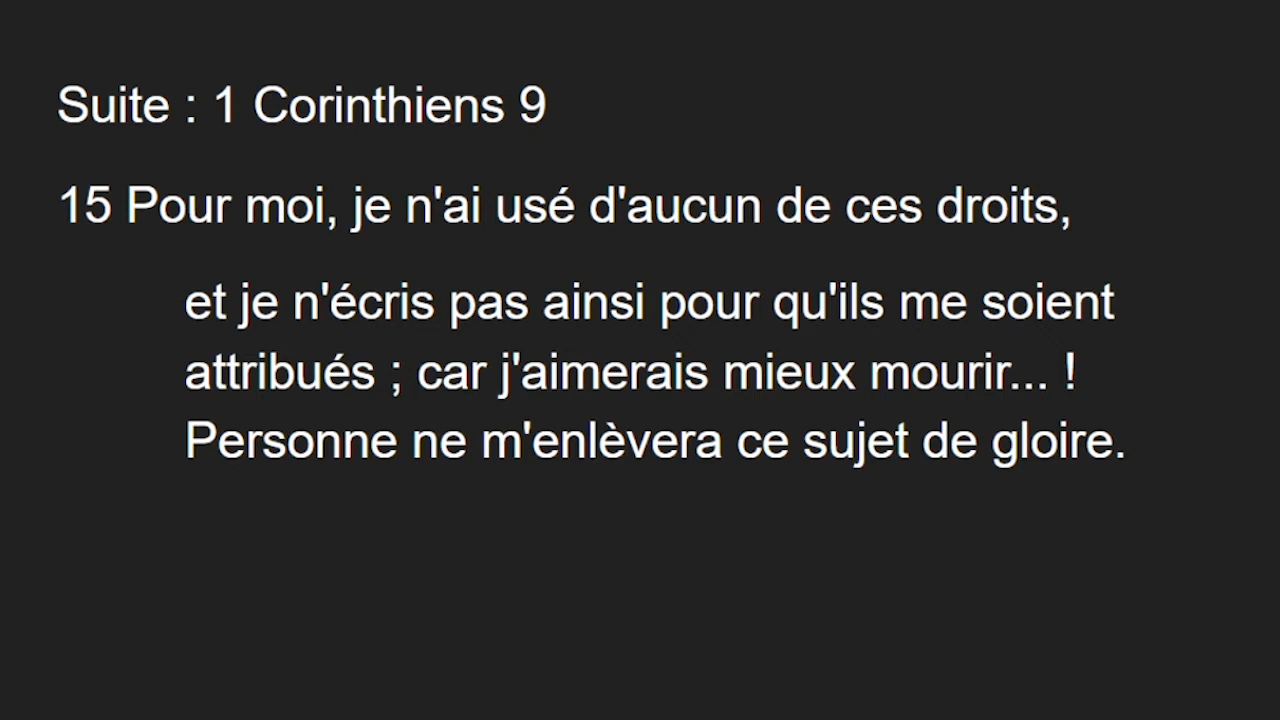 Suite : 1 Corinthiens 9
15 Pour moi, je n'ai usé d'aucun de ces droits,
et je n'écris pas ainsi pour qu'ils me soient
attribués ; car j'aimerais mieux mourir... !
Personne ne m'enlèvera ce sujet de gloire.